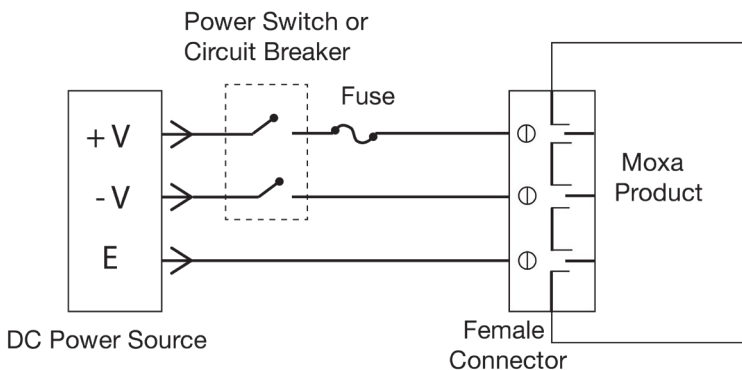 Power Switch or
Circuit Breaker
Fuse
+ V
- V
E
Moxa
Product
DC Power Source
Female
Connector